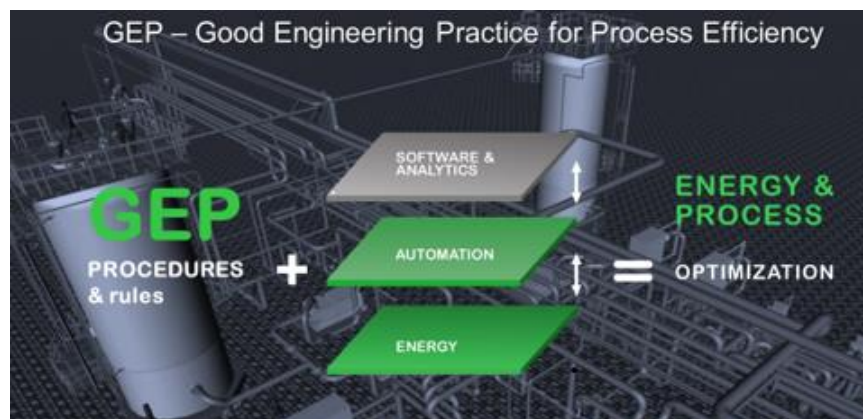 GEP – Good Engineering Practice for Process Efficiency
GEP
PROCEDURES
& rules
+
SOFTWARE &
ANALYTICS
AUTOMATION
ENERGY
=
ENERGY &
PROCESS
OPTIMIZATION